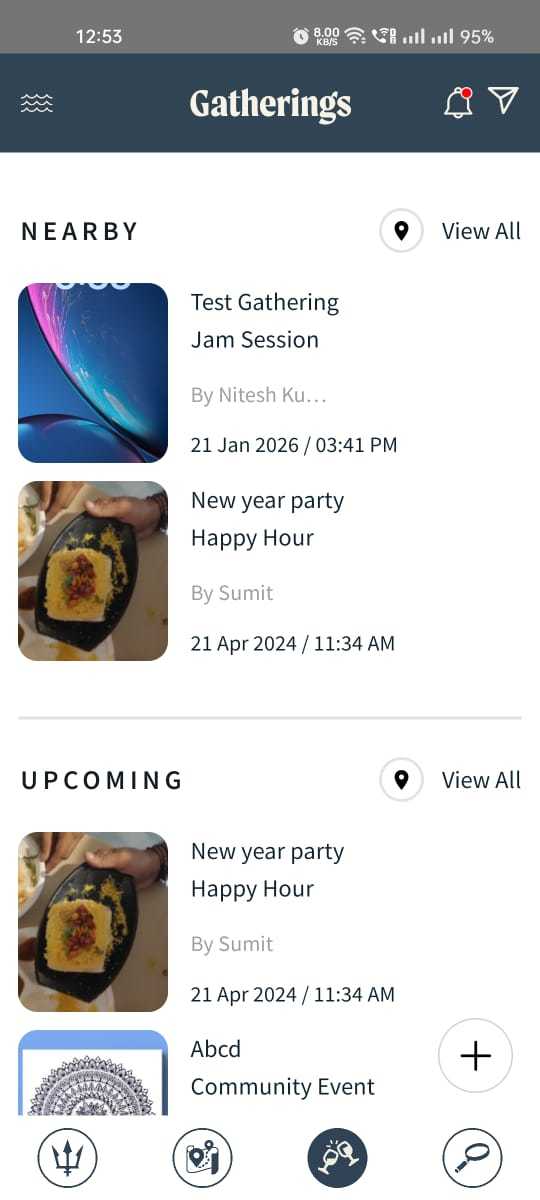 12:53
8.00
KB/S
95%
Gatherings
NEARBY
View All
Test Gathering
Jam Session
By Nitesh Ku...
21 Jan 2026 / 03:41 PM
New year party
Happy Hour
By Sumit
21 Apr 2024 / 11:34 AM
UPCOMING
View All
New year party
Happy Hour
By Sumit
21 Apr 2024 / 11:34 AM
Abcd
Community Event